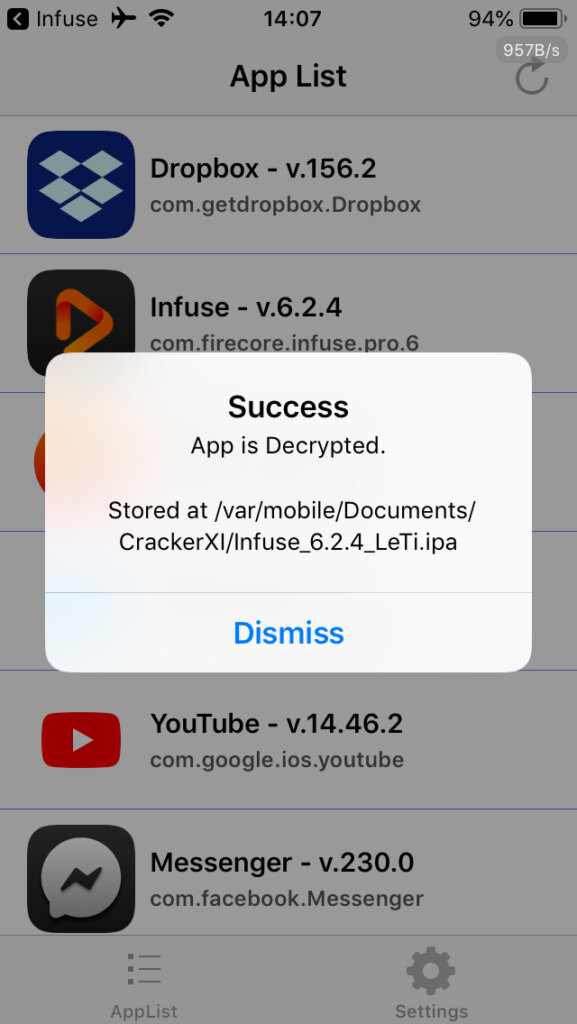 Infuse 14:07 94%
957B/s
App List
Dropbox - v.156.2
com.getdropbox.Dropbox
Infuse - v.6.2.4
com.firecore.infuse.pro.6
Success
App is Decrypted.
Stored at /var/mobile/Documents/
CrackerXI/Infuse_6.2.4_LeTi.ipa
Dismiss
YouTube - v.14.46.2
com.google.ios.youtube
Messenger - v.230.0
com.facebook.Messenger
AppList Settings